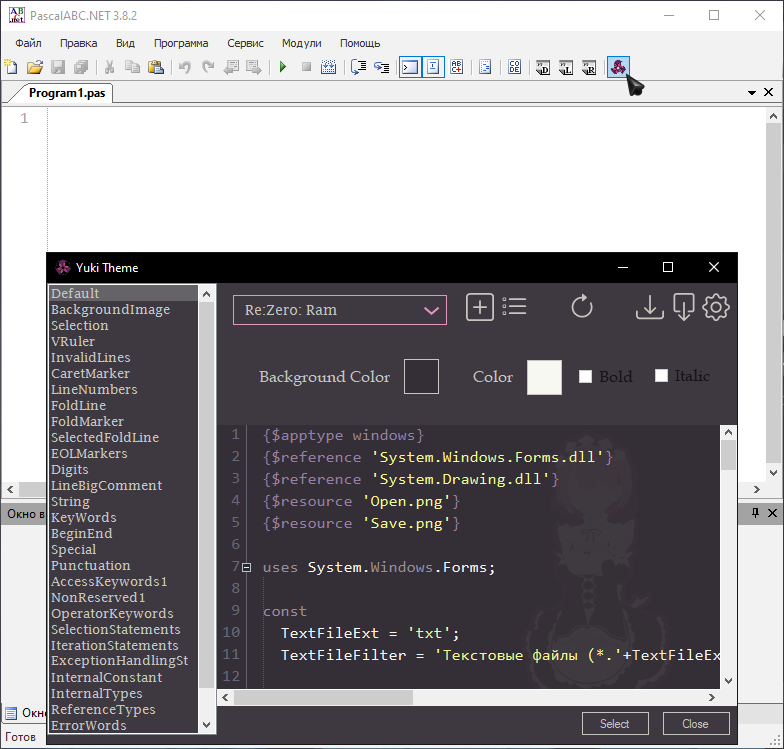 PascalABC.NET 3.8.2
Файл Правка Вид Программа Сервис Модули Помощь
Program1.pas
1
Yuki Theme
Default
BackgroundImage
Selection
VRuler
InvalidLines
CaretMarker
LineNumbers
FoldLine
FoldMarker
SelectedFoldLine
EOLMarkers
Digits
LineBigComment
String
KeyWords
BeginEnd
Special
Punctuation
AccessKeywords1
NonReserved1
OperatorKeywords
SelectionStatements
IterationStatements
ExceptionHandlingSt
InternalConstant
InternalTypes
ReferenceTypes
ErrorWords
Re:Zero: Ram
Background Color Color Bold Italic
1 {$apptype windows}
2 {$reference 'System.Windows.Forms.dll'}
3 {$reference 'System.Drawing.dll'}
4 {$resource 'Open.png'}
5 {$resource 'Save.png'}
6
7 uses System.Windows.Forms;
8
9 const
10 TextFileExt = 'txt';
11 TextFileFilter = 'Текстовые файлы (*.'+TextFileEx
12
Select Close
Окно в
Окно
Готов